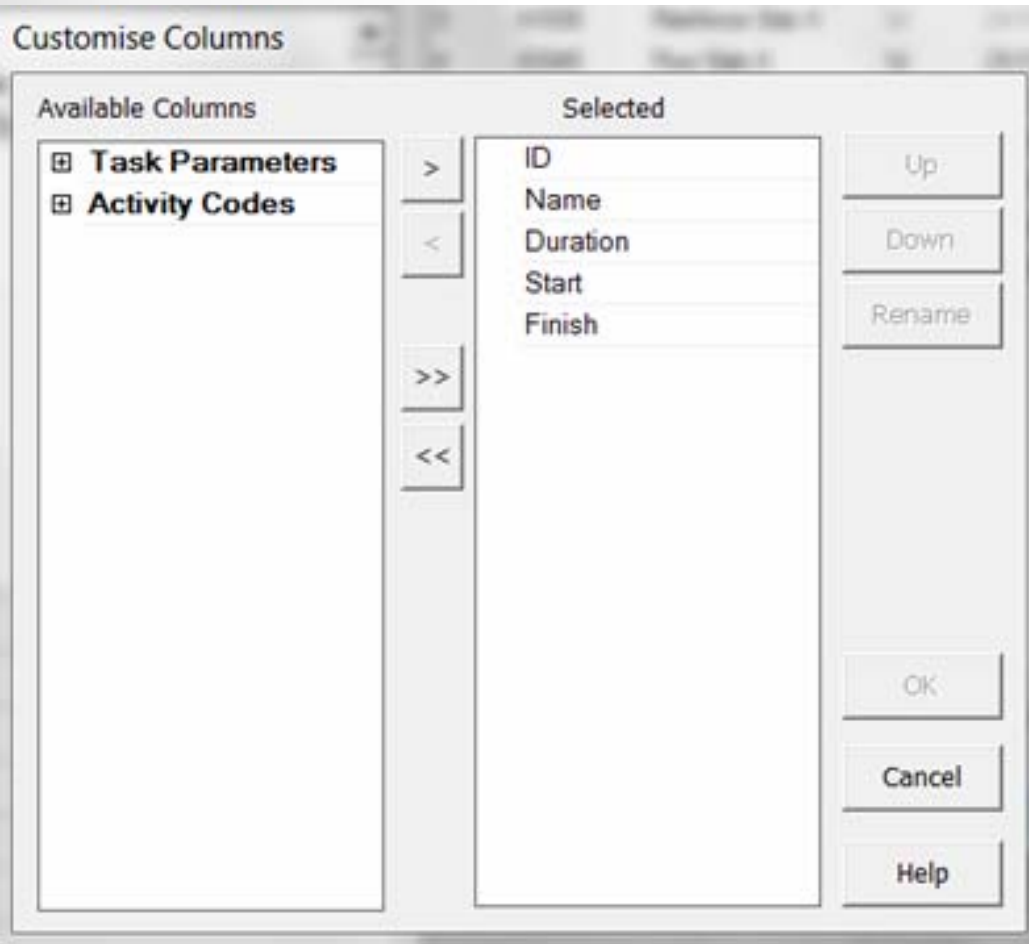 Customise Columns
Available Columns
Selected
Task Parameters
Activity Codes
>
<
>>
<<
ID
Name
Duration
Start
Finish
Up
Down
Rename
OK
Cancel
Help